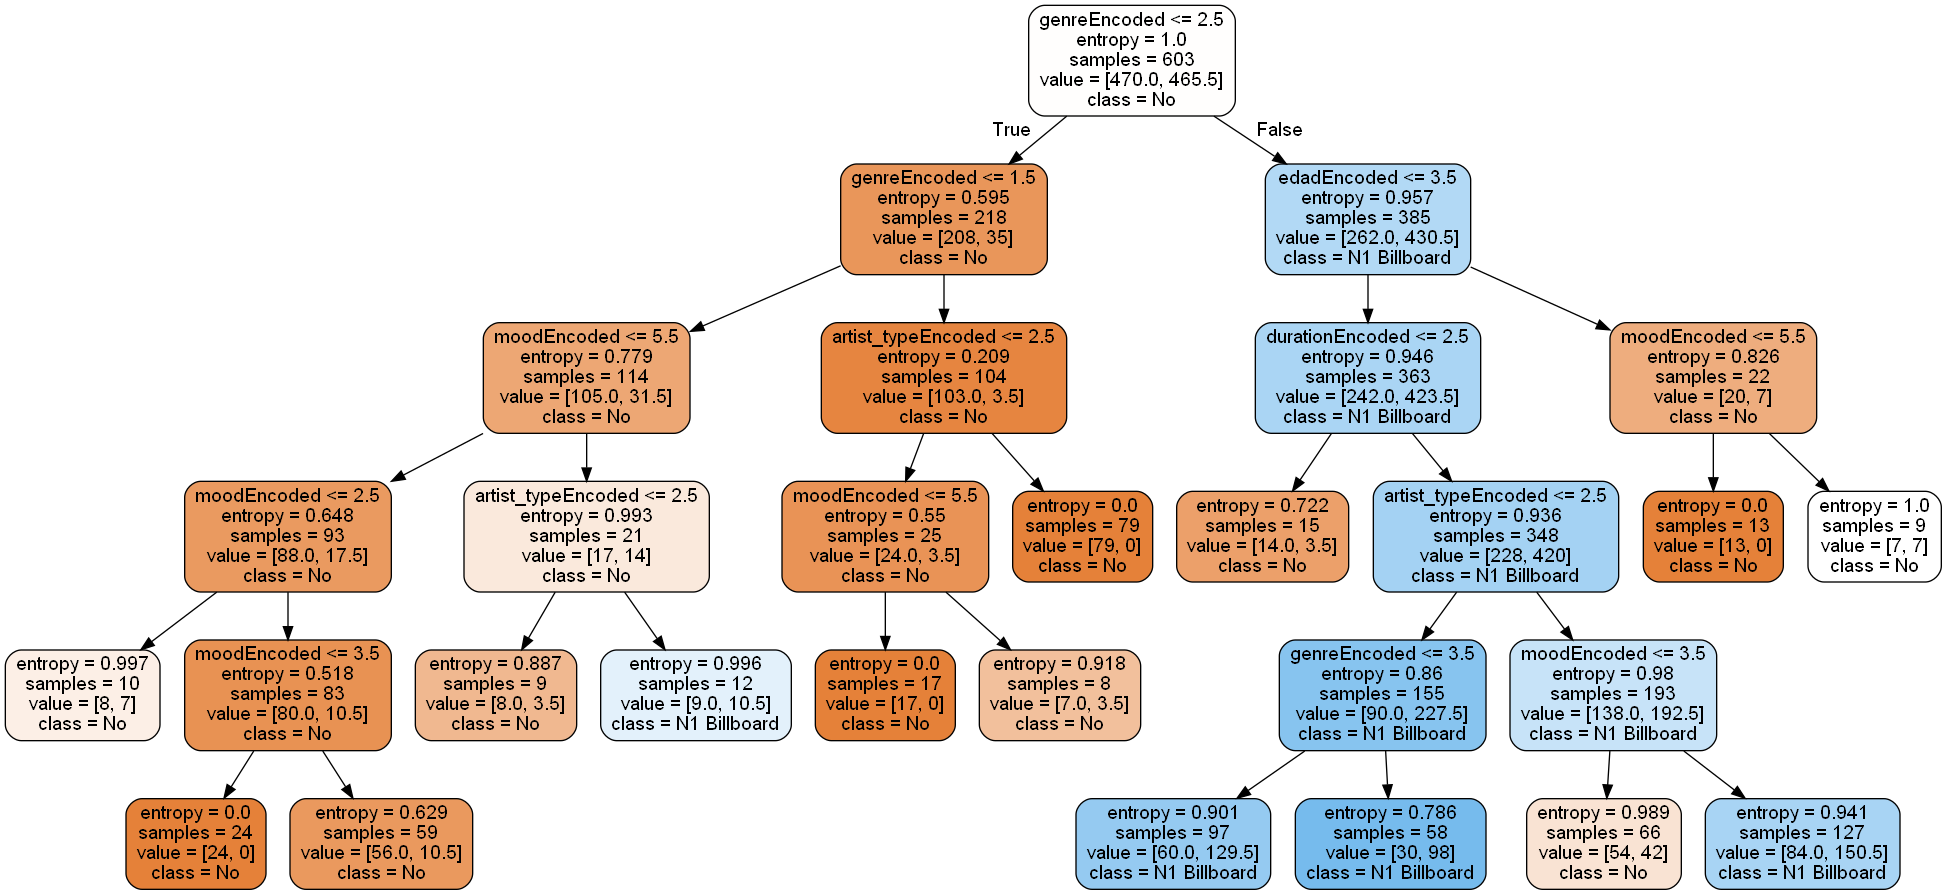 genreEncoded <= 2.5
entropy = 1.0
samples = 603
value = [470.0, 465.5]
class = No
True
False
genreEncoded <= 1.5
entropy = 0.595
samples = 218
value = [208, 35]
class = No
edadEncoded <= 3.5
entropy = 0.957
samples = 385
value = [262.0, 430.5]
class = N1 Billboard
moodEncoded <= 5.5
entropy = 0.779
samples = 114
value = [105.0, 31.5]
class = No
artist_typeEncoded <= 2.5
entropy = 0.209
samples = 104
value = [103.0, 3.5]
class = No
durationEncoded <= 2.5
entropy = 0.946
samples = 363
value = [242.0, 423.5]
class = N1 Billboard
moodEncoded <= 5.5
entropy = 0.826
samples = 22
value = [20, 7]
class = No
moodEncoded <= 2.5
entropy = 0.648
samples = 93
value = [88.0, 17.5]
class = No
artist_typeEncoded <= 2.5
entropy = 0.993
samples = 21
value = [17, 14]
class = No
moodEncoded <= 5.5
entropy = 0.55
samples = 25
value = [24.0, 3.5]
class = No
entropy = 0.0
samples = 79
value = [79, 0]
class = No
entropy = 0.722
samples = 15
value = [14.0, 3.5]
class = No
artist_typeEncoded <= 2.5
entropy = 0.936
samples = 348
value = [228, 420]
class = N1 Billboard
entropy = 0.0
samples = 13
value = [13, 0]
class = No
entropy = 1.0
samples = 9
value = [7, 7]
class = No
entropy = 0.997
samples = 10
value = [8, 7]
class = No
moodEncoded <= 3.5
entropy = 0.518
samples = 83
value = [80.0, 10.5]
class = No
entropy = 0.887
samples = 9
value = [8.0, 3.5]
class = No
entropy = 0.996
samples = 12
value = [9.0, 10.5]
class = N1 Billboard
entropy = 0.0
samples = 17
value = [17, 0]
class = No
entropy = 0.918
samples = 8
value = [7.0, 3.5]
class = No
genreEncoded <= 3.5
entropy = 0.86
samples = 155
value = [90.0, 227.5]
class = N1 Billboard
moodEncoded <= 3.5
entropy = 0.98
samples = 193
value = [138.0, 192.5]
class = N1 Billboard
entropy = 0.0
samples = 24
value = [24, 0]
class = No
entropy = 0.629
samples = 59
value = [56.0, 10.5]
class = No
entropy = 0.901
samples = 97
value = [60.0, 129.5]
class = N1 Billboard
entropy = 0.786
samples = 58
value = [30, 98]
class = N1 Billboard
entropy = 0.989
samples = 66
value = [54, 42]
class = No
entropy = 0.941
samples = 127
value = [84.0, 150.5]
class = N1 Billboard